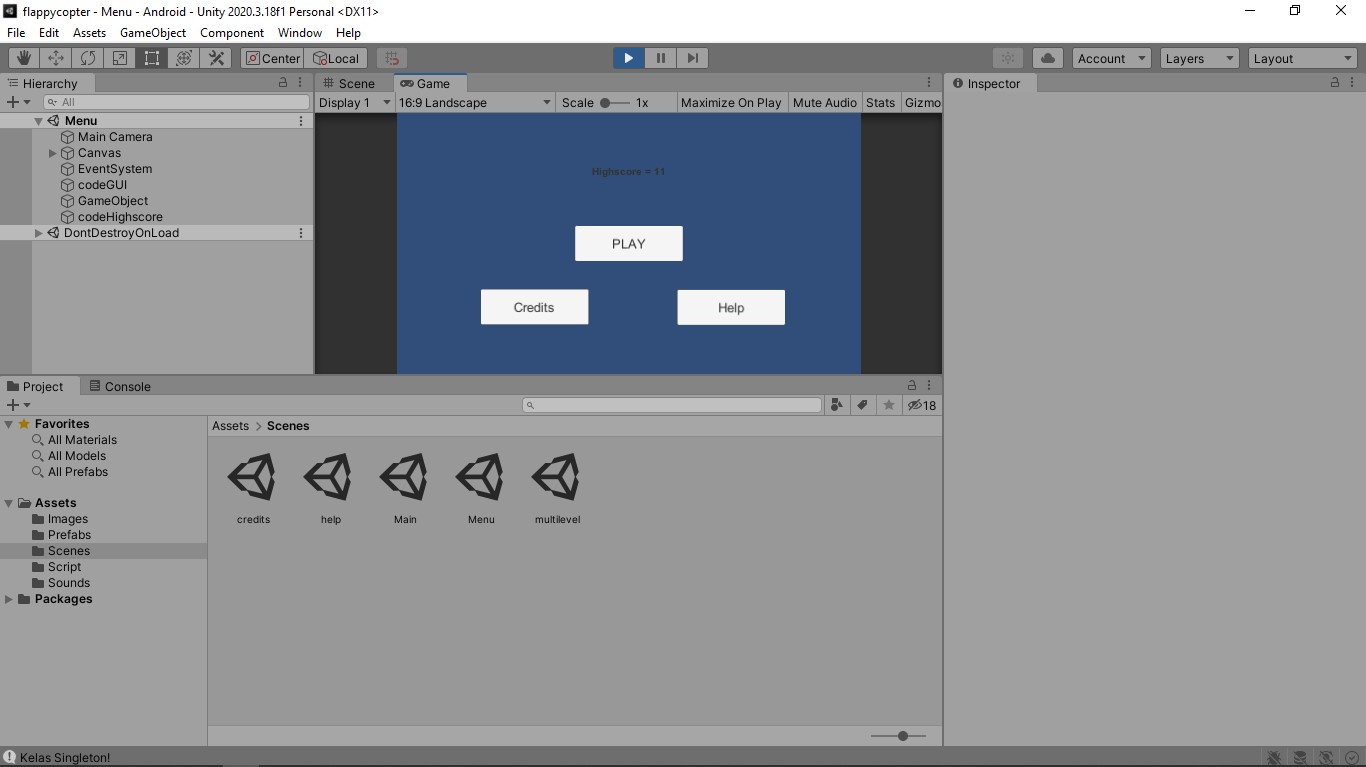 flappycopter - Menu - Android - Unity 2020.3.18f1 Personal <DX11>
File Edit Assets GameObject Component Window Help
Center Local Account Layers Layout
Hierarchy
All
Menu
Main Camera
Canvas
EventSystem
codeGUI
GameObject
codeHighscore
DontDestroyOnLoad
Scene Game
Display 1 16:9 Landscape Scale 1x Maximize On Play Mute Audio Stats Gizmo
Highscore = 11
PLAY
Credits Help
Inspector
Project Console
18
Favorites
All Materials
All Models
All Prefabs
Assets
Images
Prefabs
Scenes
Script
Sounds
Packages
Assets > Scenes
credits help Main Menu multilevel
Kelas Singleton!